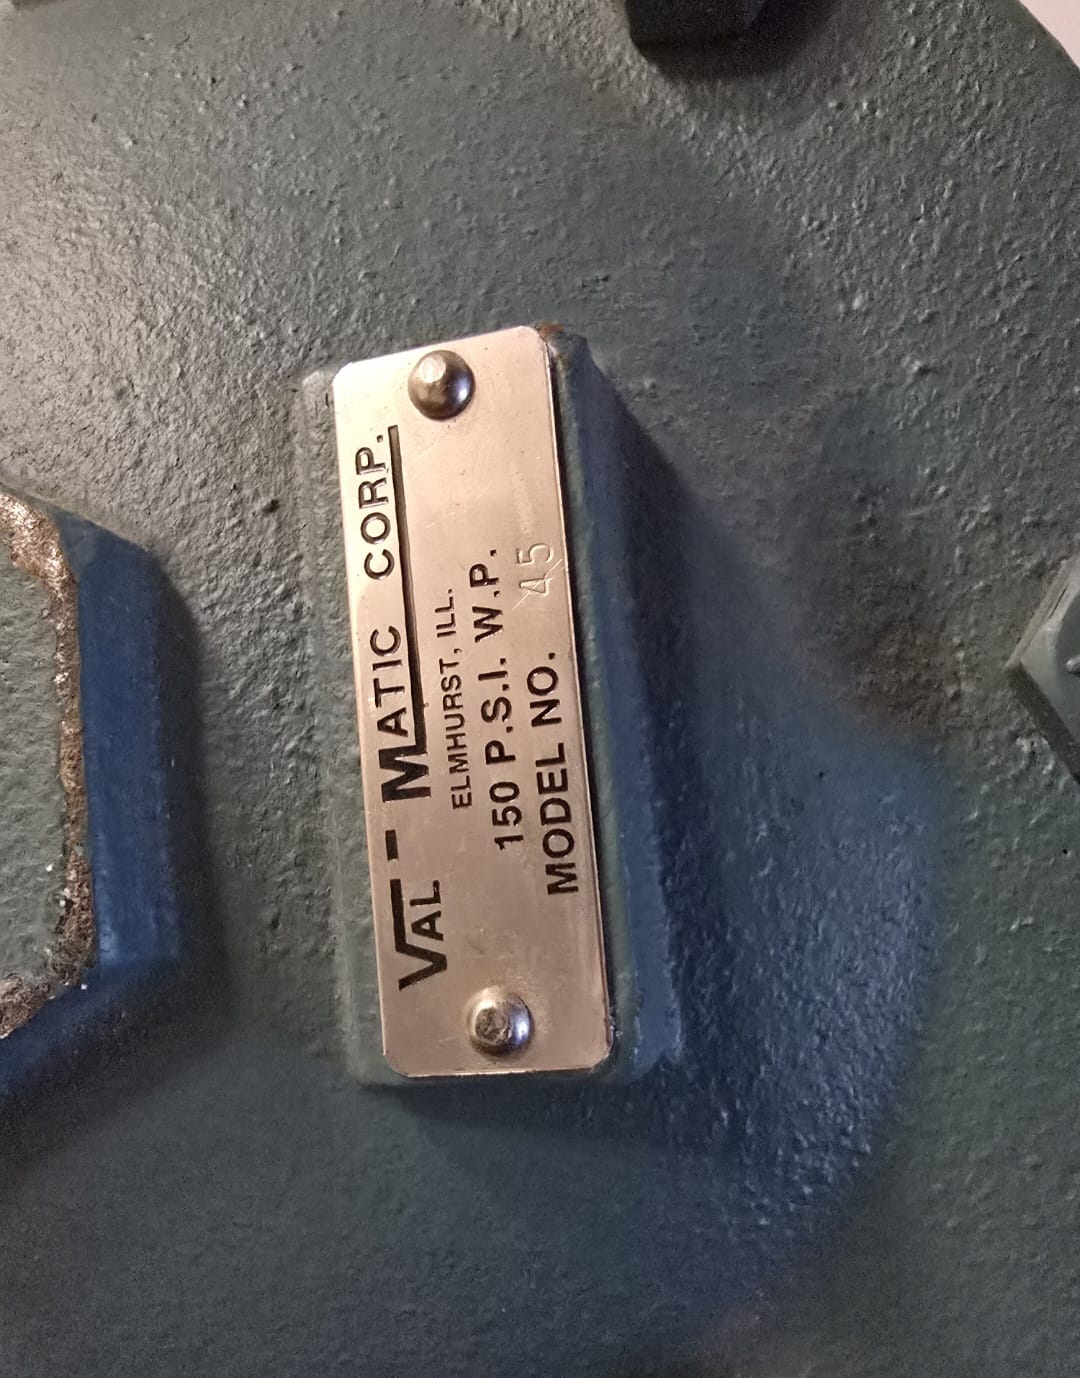 VAL-MATIC CORP.
ELMHURST, ILL.
150 P.S.I. W.P.
MODEL NO. 45